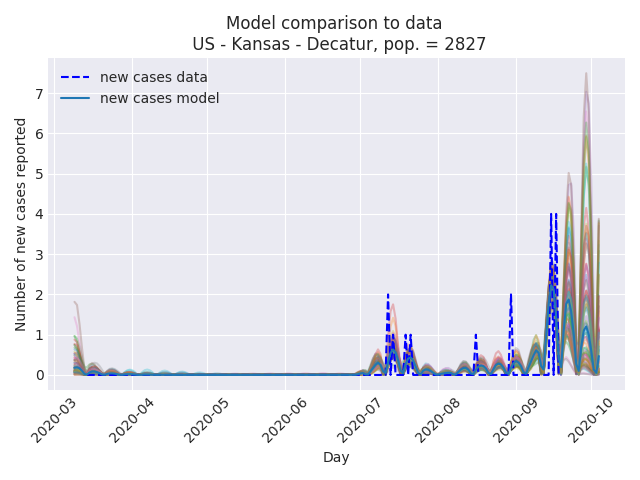 Model comparison to data
US - Kansas - Decatur, pop. = 2827
new cases data
new cases model
Number of new cases reported
7
6
5
4
3
2
1
0
2020-03
2020-04
2020-05
2020-06
2020-07
2020-08
2020-09
2020-10
Day